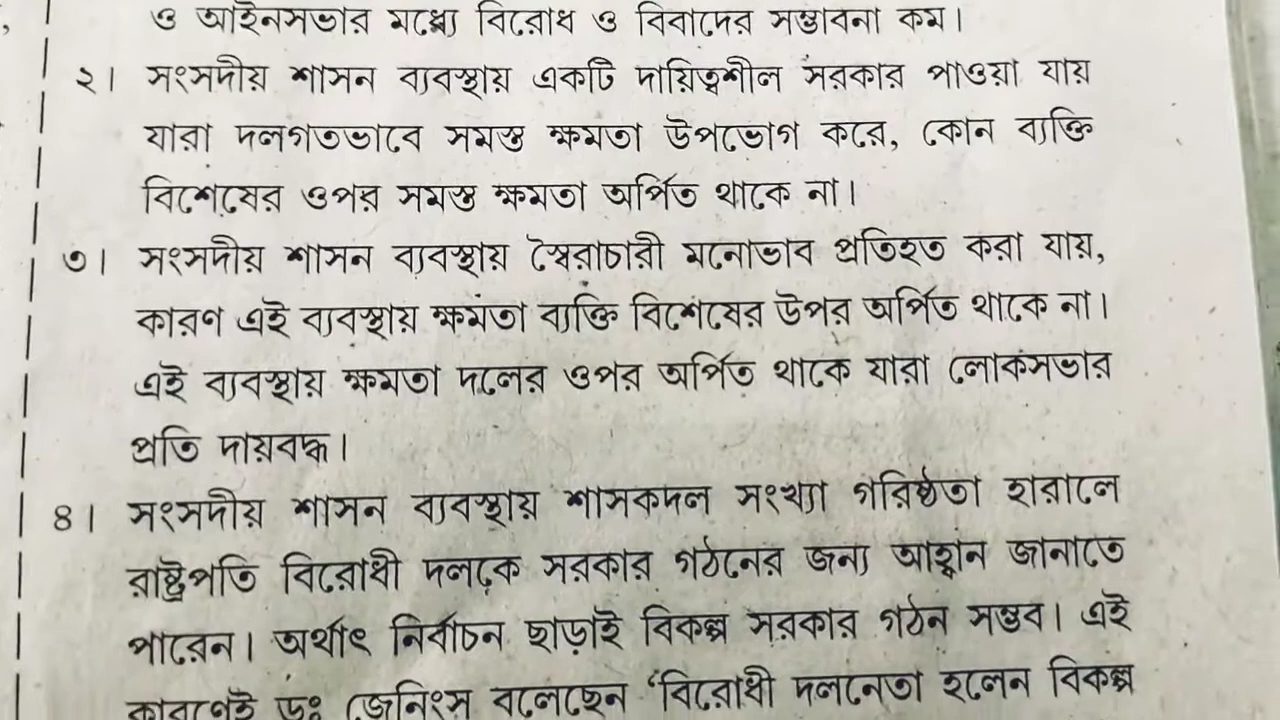 ও আইনসভার মধ্যে বিরোধ ও বিবাদের সম্ভাবনা কম।
২। সংসদীয় শাসন ব্যবস্থায় একটি দায়িত্বশীল সরকার পাওয়া যায়
যারা দলগতভাবে সমস্ত ক্ষমতা উপভোগ করে, কোন ব্যক্তি
বিশেষের ওপর সমস্ত ক্ষমতা অর্পিত থাকে না।
৩। সংসদীয় শাসন ব্যবস্থায় স্বৈরাচারী মনোভাব প্রতিহত করা যায়,
কারণ এই ব্যবস্থায় ক্ষমতা ব্যক্তি বিশেষের উপর অর্পিত থাকে না।
এই ব্যবস্থায় ক্ষমতা দলের ওপর অর্পিত থাকে যারা লোকসভার
প্রতি দায়বদ্ধ।
৪। সংসদীয় শাসন ব্যবস্থায় শাসকদল সংখ্যা গরিষ্ঠতা হারালে
রাষ্ট্রপতি বিরোধী দলকে সরকার গঠনের জন্য আহ্বান জানাতে
পারেন। অর্থাৎ নির্বাচন ছাড়াই বিকল্প সরকার গঠন সম্ভব। এই
কারণেই ডঃ জেনিংস বলেছেন ‘বিরোধী দলনেতা হলেন বিকল্প